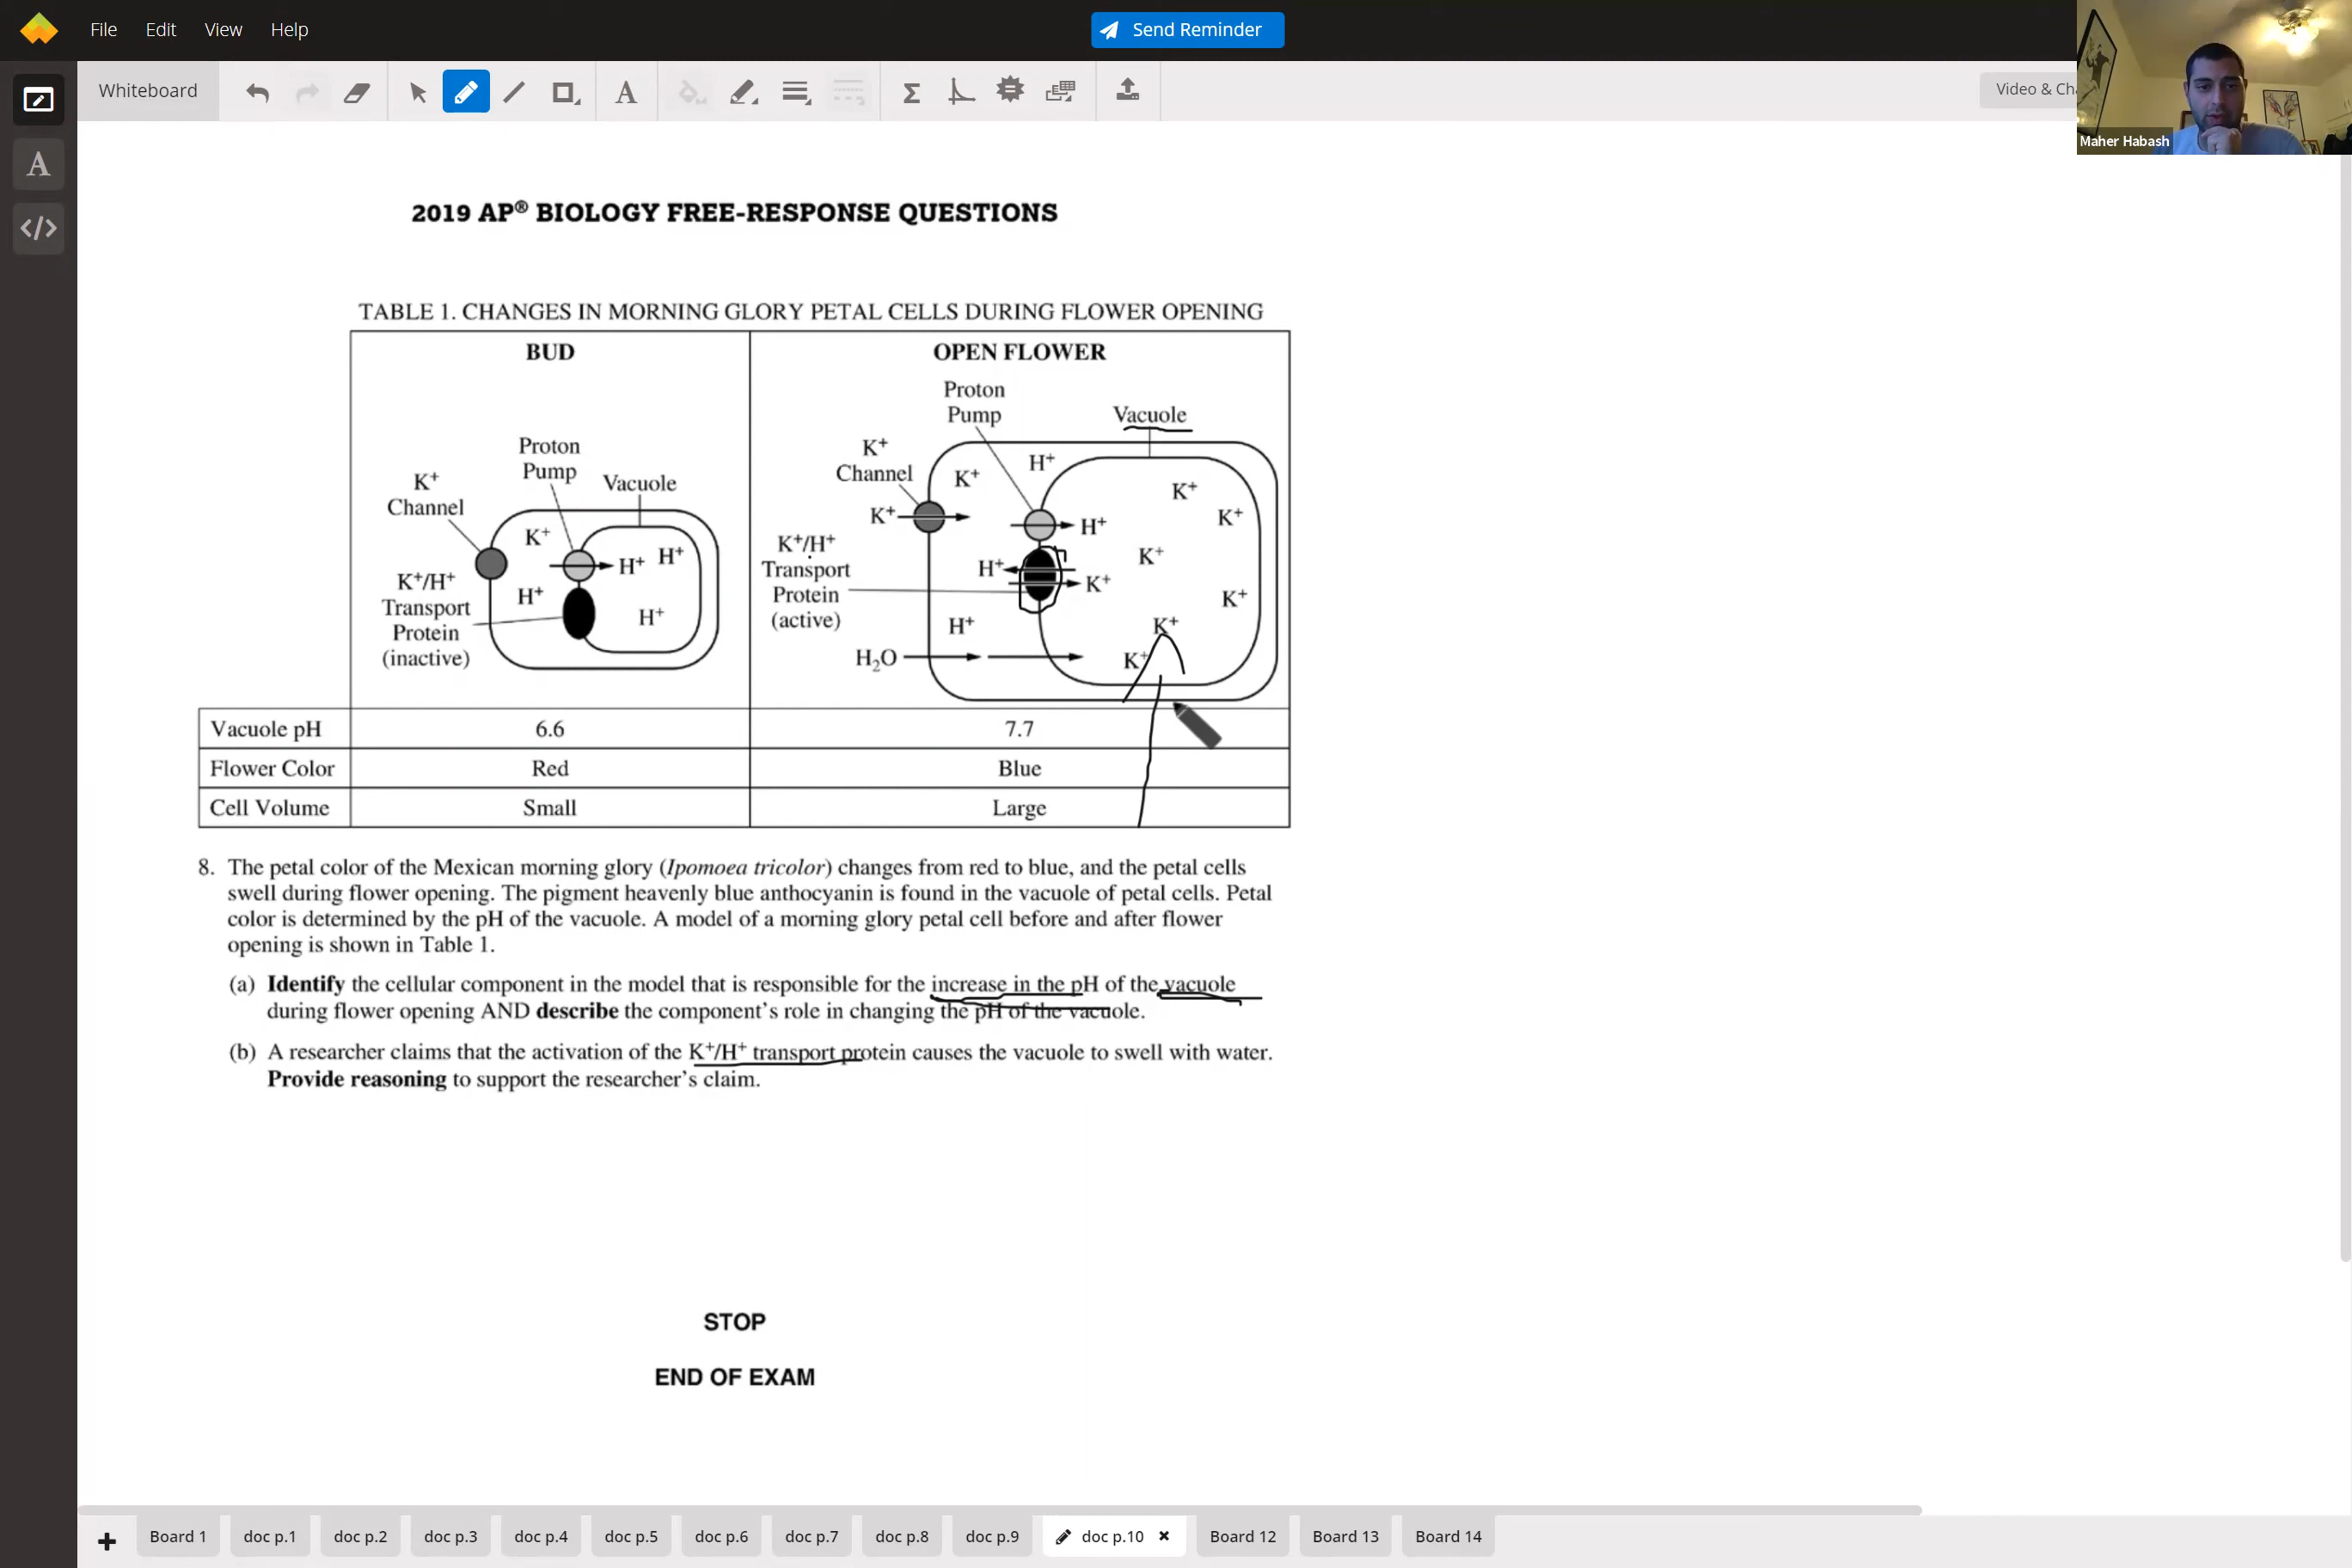 File Edit View Help
Send Reminder
Whiteboard
Maher Habash
2019 AP® BIOLOGY FREE-RESPONSE QUESTIONS
TABLE 1. CHANGES IN MORNING GLORY PETAL CELLS DURING FLOWER OPENING
BUD
Proton
Pump
Vacuole
K⁺
Channel
K⁺
H⁺
H⁺
H⁺
H⁺
K⁺/H⁺
Transport
Protein
(inactive)
OPEN FLOWER
Proton
Pump
Vacuole
K⁺
Channel
K⁺
H⁺
K⁺
K⁺
K⁺
H⁺
K⁺
K⁺/H⁺
Transport
Protein
(active)
H⁺
K⁺
K⁺
H⁺
K⁺
H₂O
K⁺
Vacuole pH 6.6 7.7
Flower Color Red Blue
Cell Volume Small Large
8. The petal color of the Mexican morning glory (Ipomoea tricolor) changes from red to blue, and the petal cells
swell during flower opening. The pigment heavenly blue anthocyanin is found in the vacuole of petal cells. Petal
color is determined by the pH of the vacuole. A model of a morning glory petal cell before and after flower
opening is shown in Table 1.
(a) Identify the cellular component in the model that is responsible for the increase in the pH of the vacuole
during flower opening AND describe the component's role in changing the pH of the vacuole.
(b) A researcher claims that the activation of the K⁺/H⁺ transport protein causes the vacuole to swell with water.
Provide reasoning to support the researcher's claim.
STOP
END OF EXAM
Board 1 doc p.1 doc p.2 doc p.3 doc p.4 doc p.5 doc p.6 doc p.7 doc p.8 doc p.9 doc p.10 Board 12 Board 13 Board 14